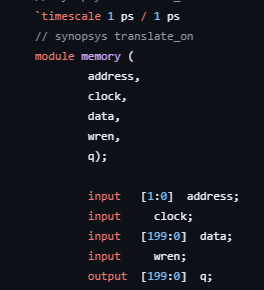 `timescale 1 ps / 1 ps
// synopsys translate_on
module memory (
address,
clock,
data,
wren,
q);
input [1:0] address;
input clock;
input [199:0] data;
input wren;
output [199:0] q;